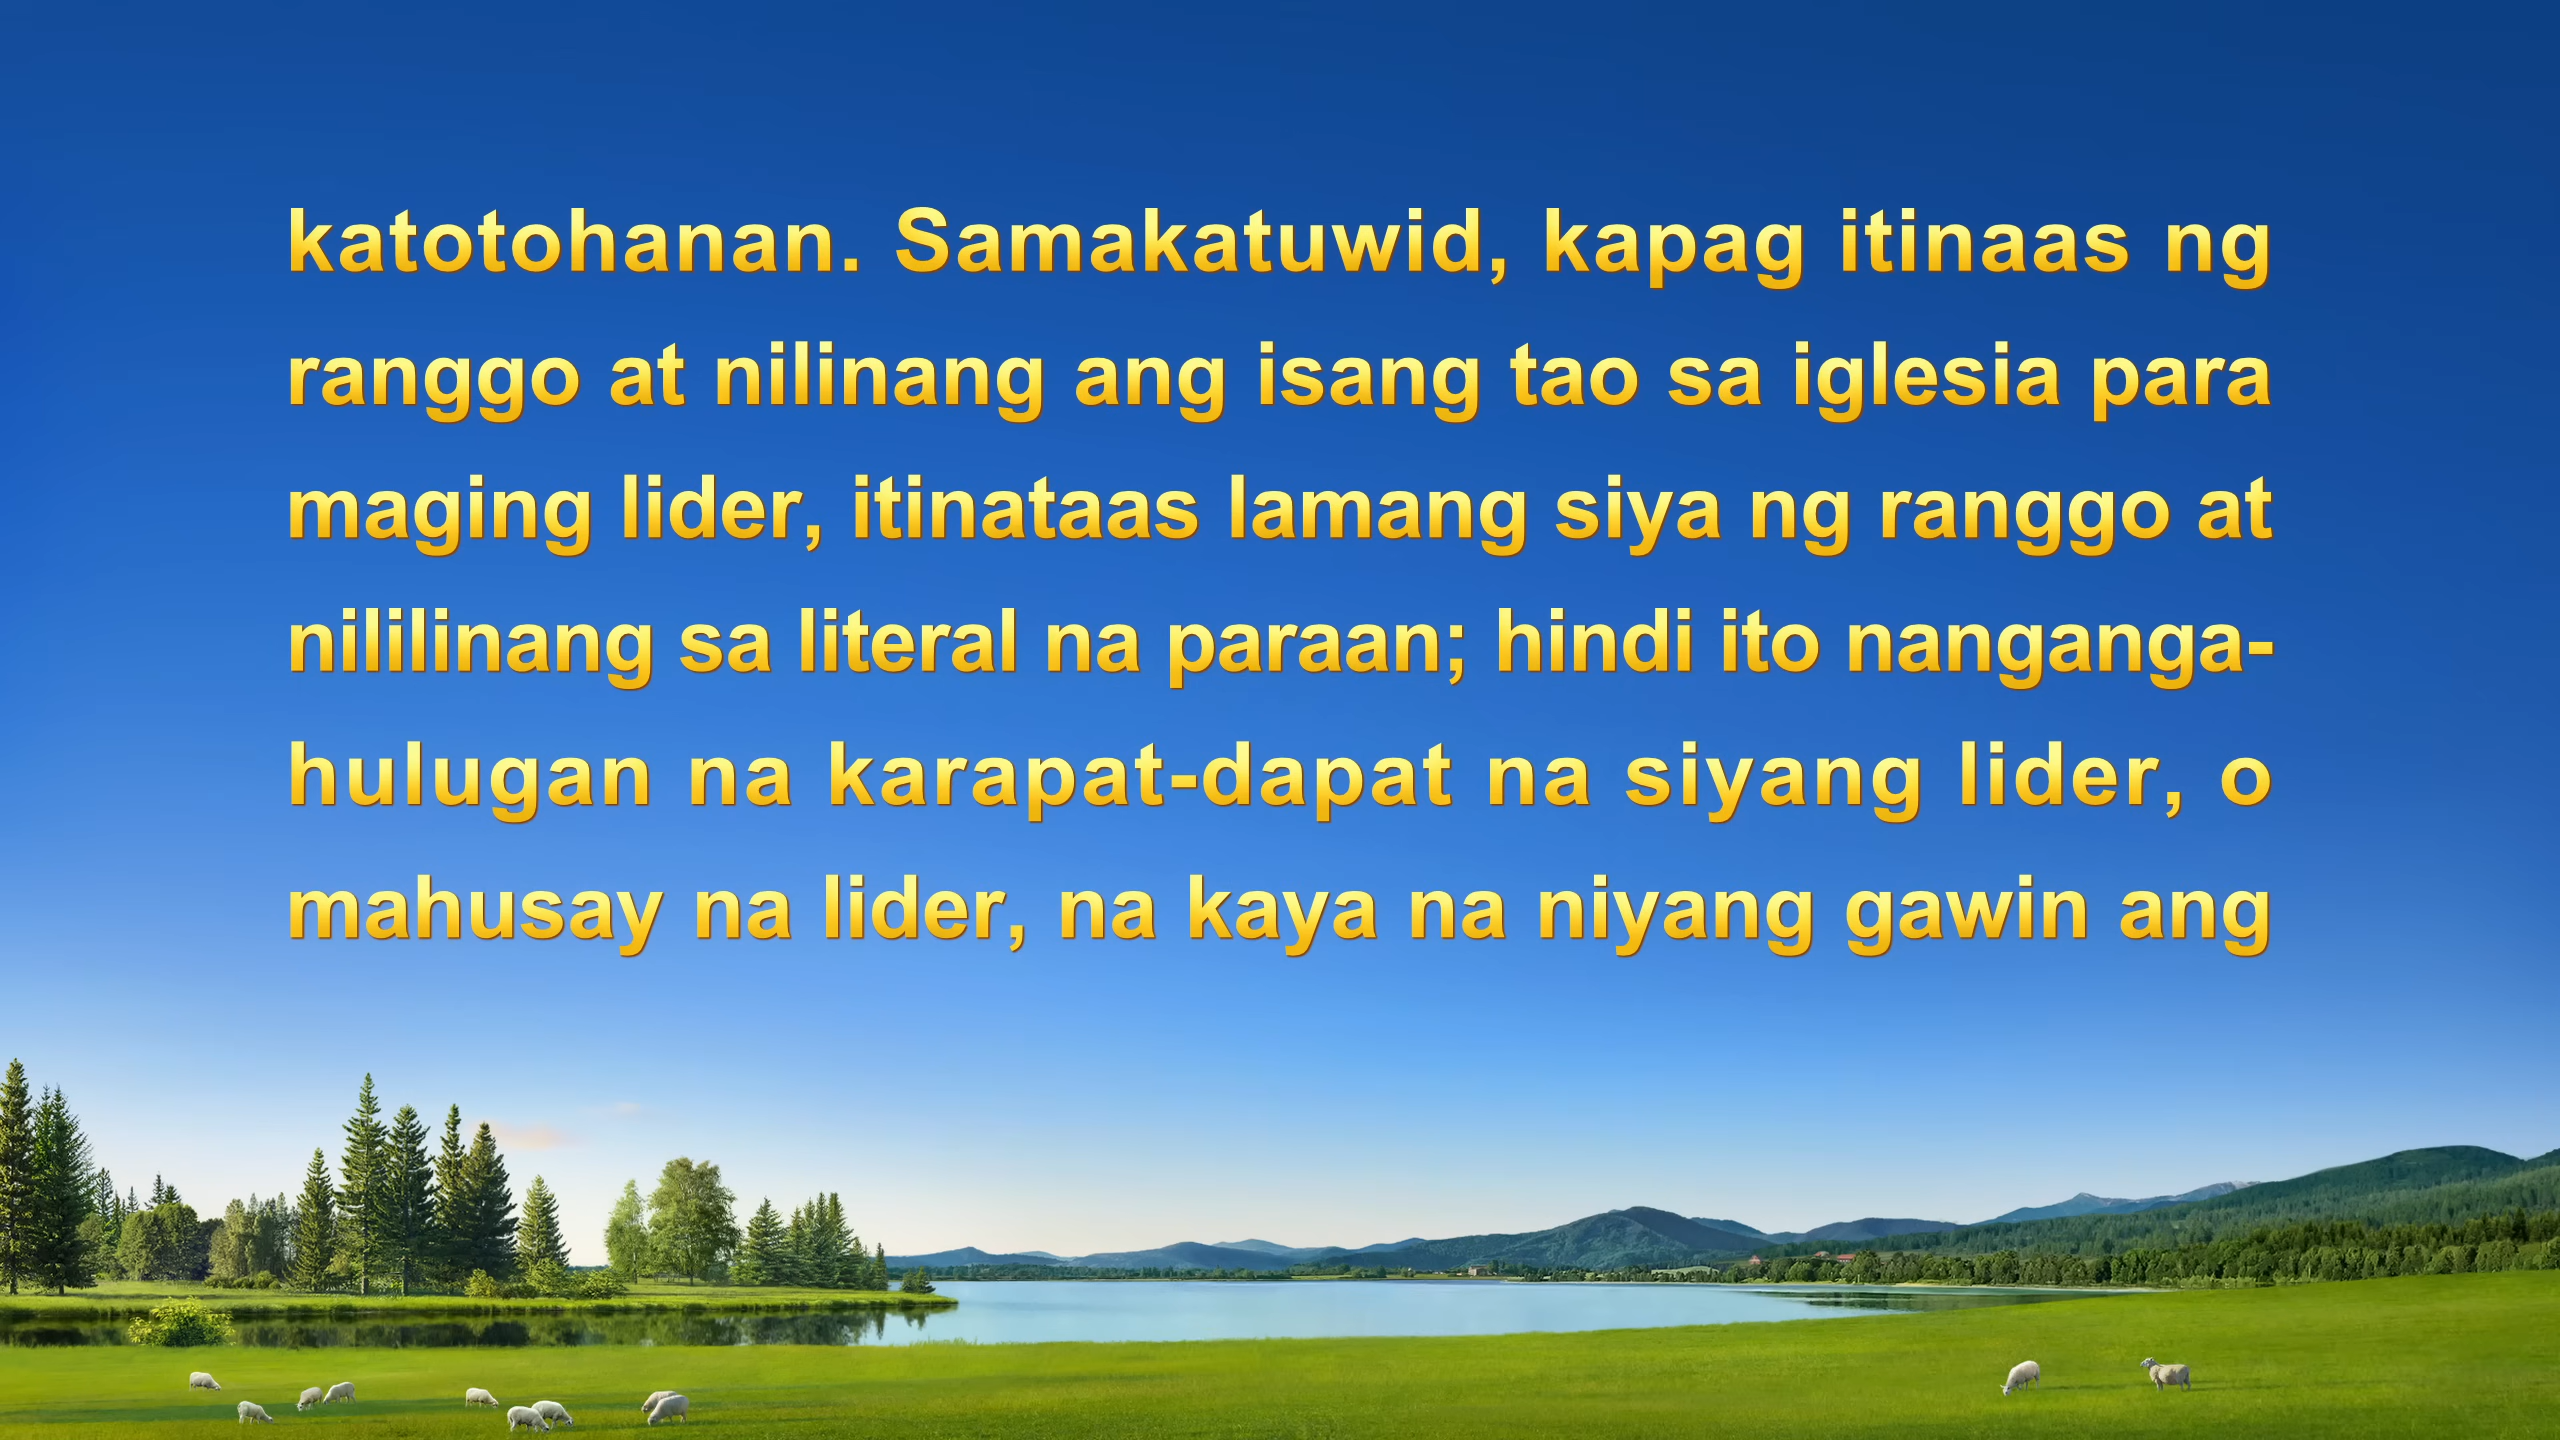 katotohanan. Samakatuwid, kapag itinaas ng
ranggo at nilinang ang isang tao sa iglesia para
maging lider, itinataas lamang siya ng ranggo at
nililinang sa literal na paraan; hindi ito nanganga-
hulugan na karapat-dapat na siyang lider, o
mahusay na lider, na kaya na niyang gawin ang